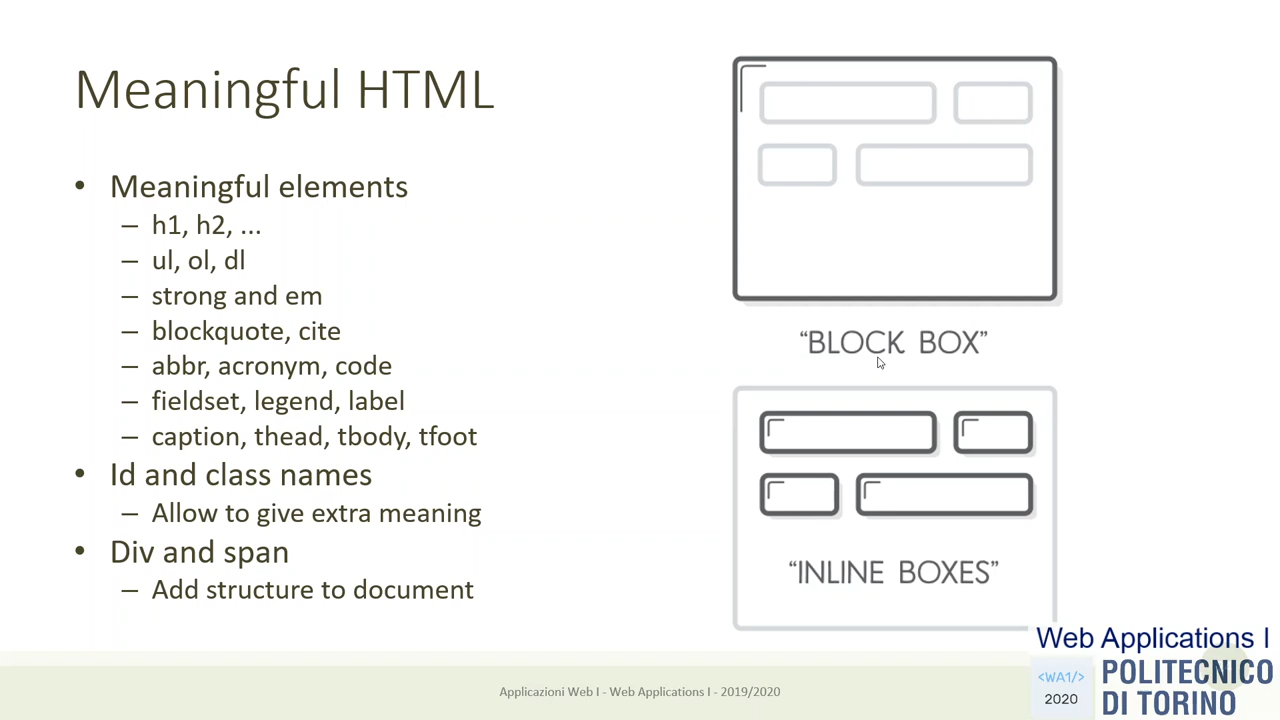 Meaningful HTML
• Meaningful elements
– h1, h2, ...
– ul, ol, dl
– strong and em
– blockquote, cite
– abbr, acronym, code
– fieldset, legend, label
– caption, thead, tbody, tfoot
• Id and class names
– Allow to give extra meaning
• Div and span
– Add structure to document
“BLOCK BOX”
“INLINE BOXES”
Applicazioni Web I - Web Applications I - 2019/2020
Web Applications I
<WA1/>
2020
POLITECNICO
DI TORINO